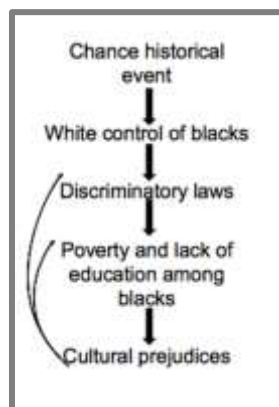 Chance historical
event
White control of blacks
Discriminatory laws
Poverty and lack of
education among
blacks
Cultural prejudices